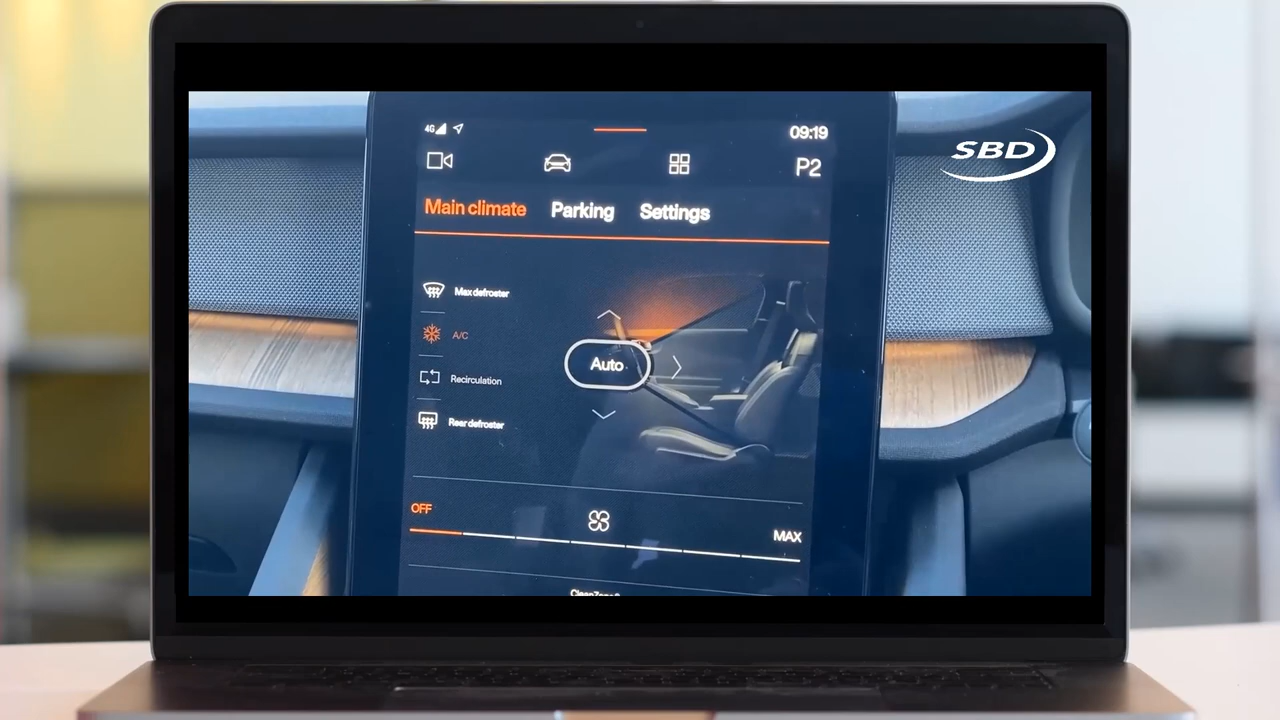 4G
09:19
SBD
P2
Main climate Parking Settings
Max defroster
A/C
Auto
Recirculation
Rear defroster
OFF
MAX